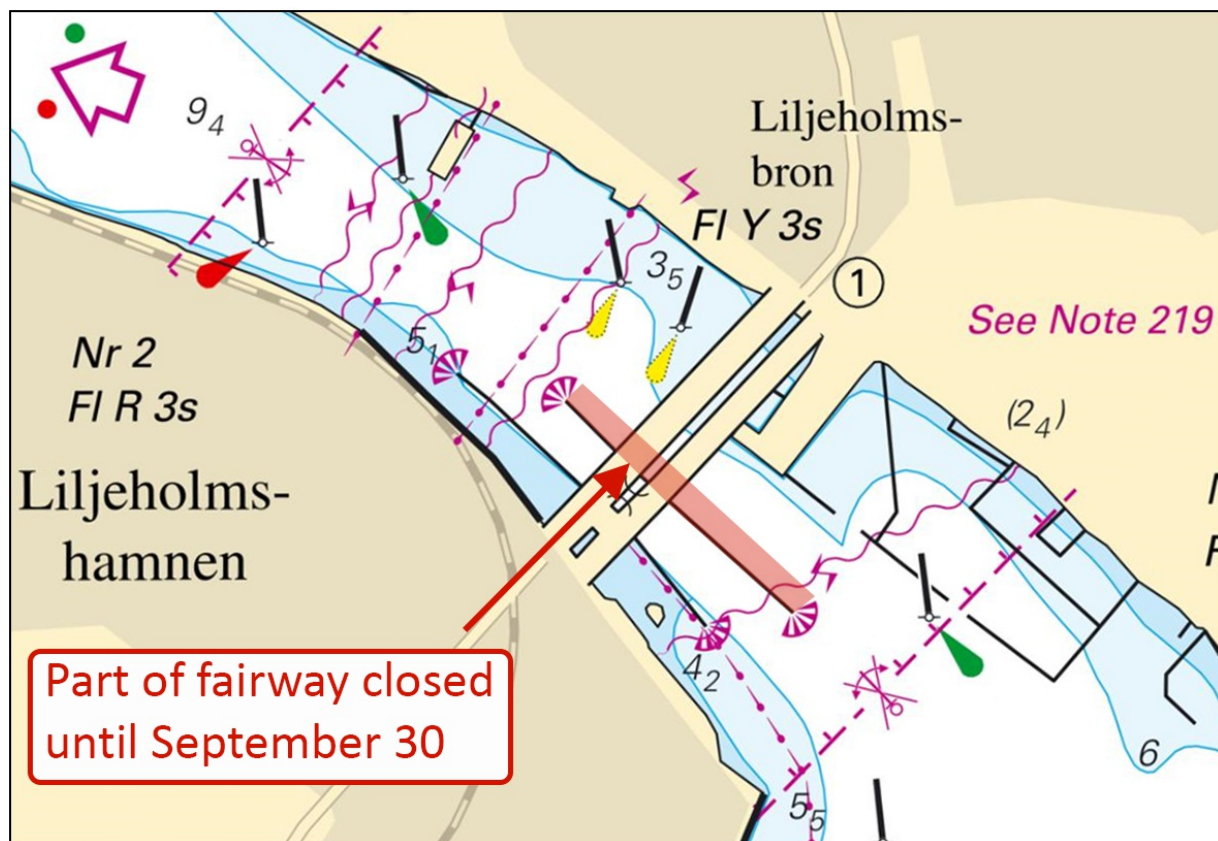 9₄
Liljeholms-
bron
Fl Y 3s
3₅
1
See Note 219
5₁
Nr 2
Fl R 3s
(2₄)
Liljeholms-
hamnen
Part of fairway closed
until September 30
4₂
6
5₅